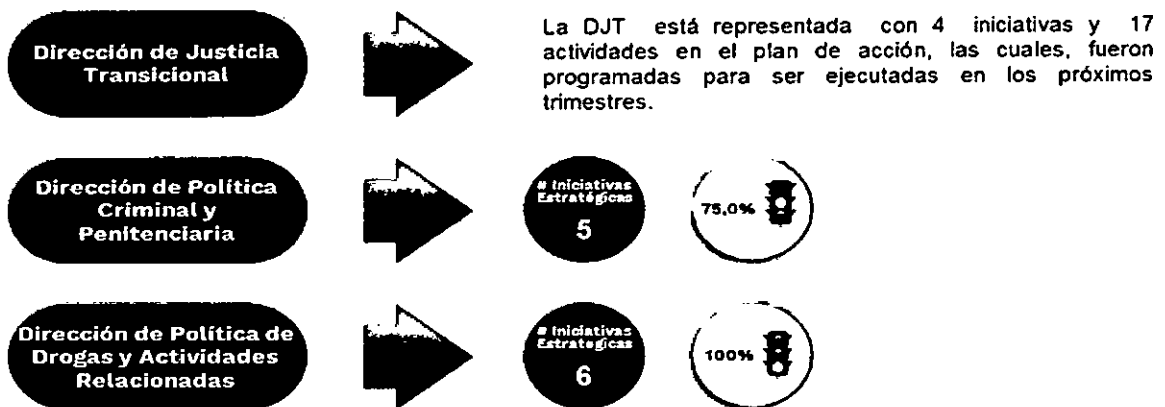 Dirección de Justicia
Transicional
La DJT está representada con 4 iniciativas y 17
actividades en el plan de acción, las cuales, fueron
programadas para ser ejecutadas en los próximos
trimestres.
Dirección de Política
Criminal y
Penitenciaria
# Iniciativas
Estratégicas
5
75,0%
Dirección de Política de
Drogas y Actividades
Relacionadas
# Iniciativas
Estrategicas
6
100%